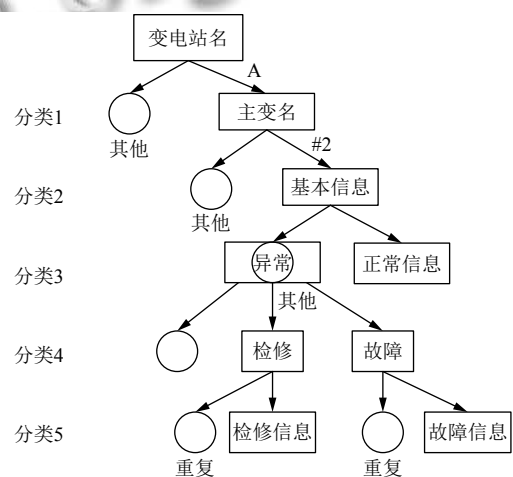 变电站名
A
分类1
主变名
其他
#2
分类2
基本信息
其他
分类3
异常
正常信息
其他
分类4
检修
故障
分类5
检修信息
故障信息
重复
重复